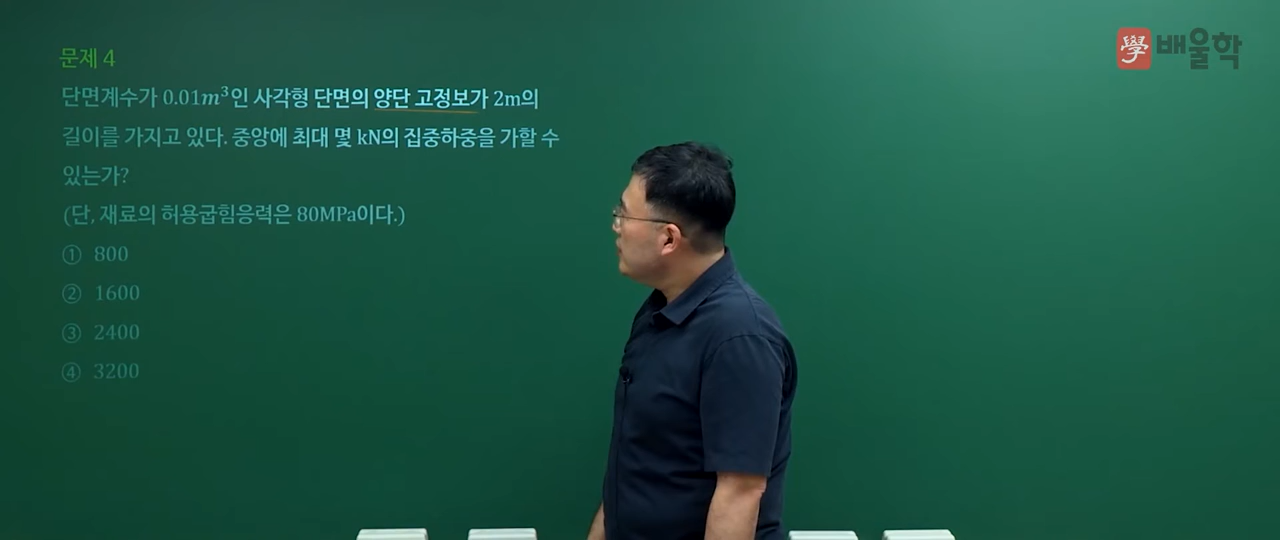 學 배울학
문제 4
단면계수가 0.01m³인 사각형 단면의 양단 고정보가 2m의
길이를 가지고 있다. 중앙에 최대 몇 kN의 집중하중을 가할 수
있는가?
(단, 재료의 허용굽힘응력은 80MPa이다.)
① 800
② 1600
③ 2400
④ 3200